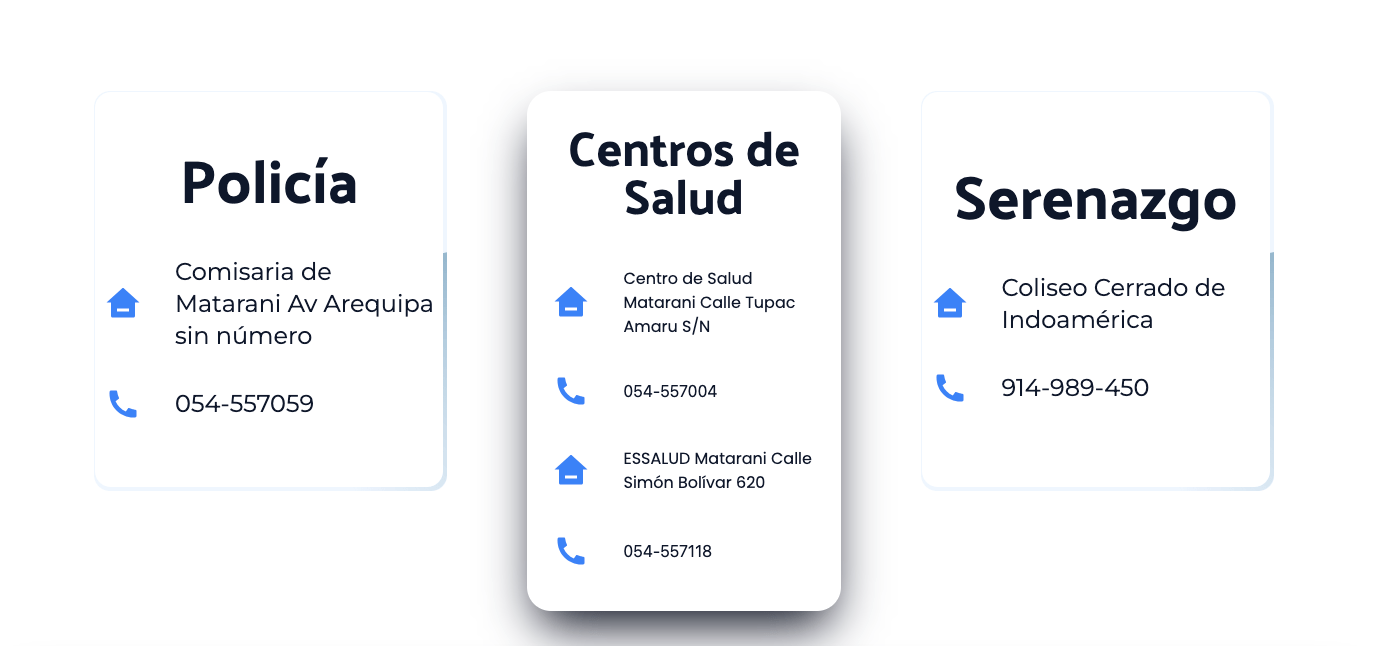 Policía
Comisaria de
Matarani Av Arequipa
sin número
054-557059
Centros de
Salud
Centro de Salud
Matarani Calle Tupac
Amaru S/N
054-557004
ESSALUD Matarani Calle
Simón Bolívar 620
054-557118
Serenazgo
Coliseo Cerrado de
Indoamérica
914-989-450